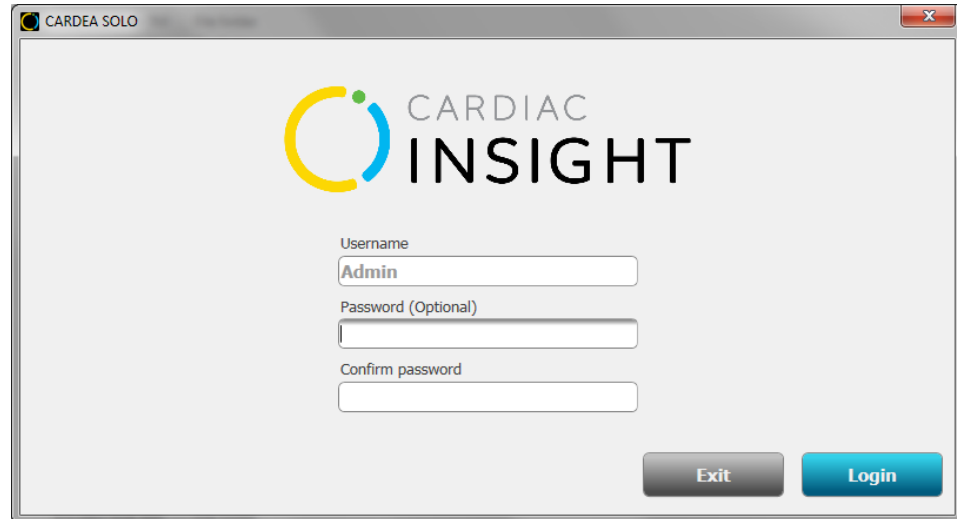 CARDEA SOLO
CARDIAC
INSIGHT
Username
Admin
Password (Optional)
Confirm password
Exit Login